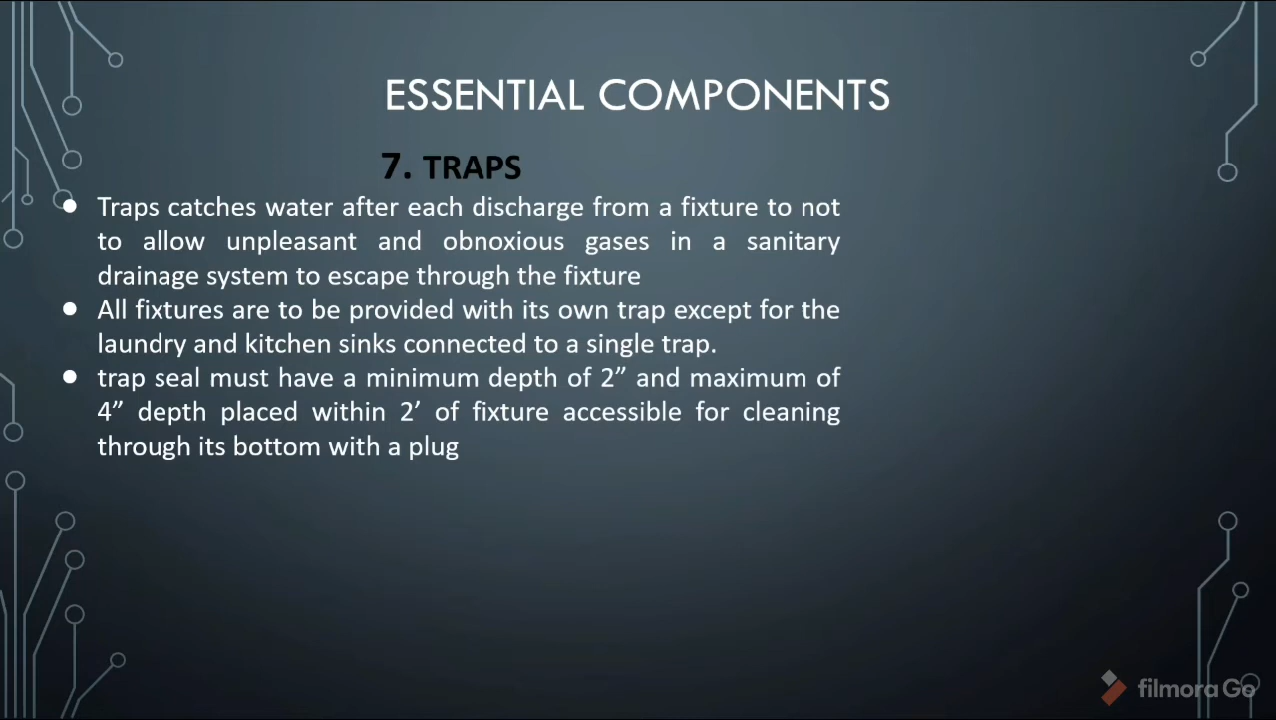 ESSENTIAL COMPONENTS
7. TRAPS
● Traps catches water after each discharge from a fixture to not
to allow unpleasant and obnoxious gases in a sanitary
drainage system to escape through the fixture
● All fixtures are to be provided with its own trap except for the
laundry and kitchen sinks connected to a single trap.
● trap seal must have a minimum depth of 2” and maximum of
4” depth placed within 2’ of fixture accessible for cleaning
through its bottom with a plug
filmora Go